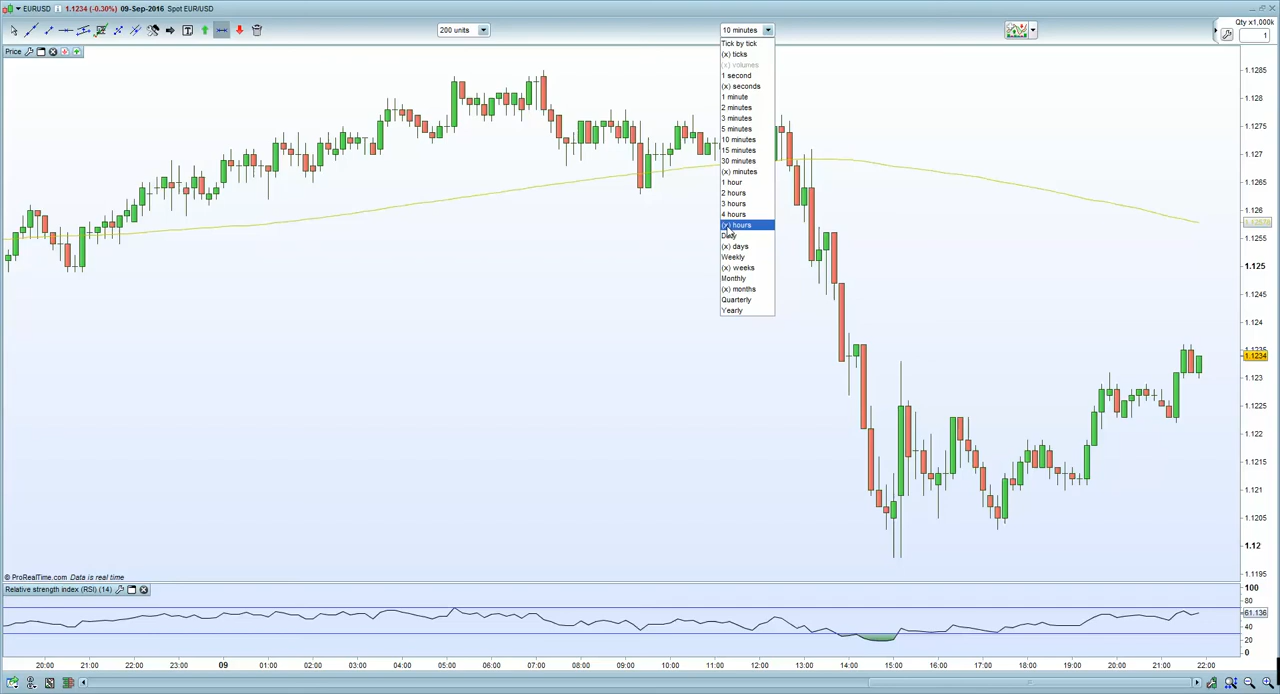 EURUSD 1.1234 (-0.30%) 09-Sep-2016 Spot EUR/USD
200 units
10 minutes
Qty x1,000k
1
Price
Tick by tick
(x) ticks
(x) volumes
1 second
(x) seconds
1 minute
2 minutes
3 minutes
5 minutes
10 minutes
15 minutes
30 minutes
(x) minutes
1 hour
2 hours
3 hours
4 hours
(x) hours
Daily
(x) days
Weekly
(x) weeks
Monthly
(x) months
Quarterly
Yearly
1.1285
1.128
1.1275
1.127
1.1265
1.126
1.1255
1.125
1.1245
1.124
1.1235
1.1234
1.123
1.1225
1.122
1.1215
1.121
1.1205
1.12
1.1195
© ProRealTime.com Data is real time
Relative strength index (RSI) (14)
100
80
61.136
40
20
0
20:00 21:00 22:00 23:00 09 01:00 02:00 03:00 04:00 05:00 06:00 07:00 08:00 09:00 10:00 11:00 12:00 13:00 14:00 15:00 16:00 17:00 18:00 19:00 20:00 21:00 22:00